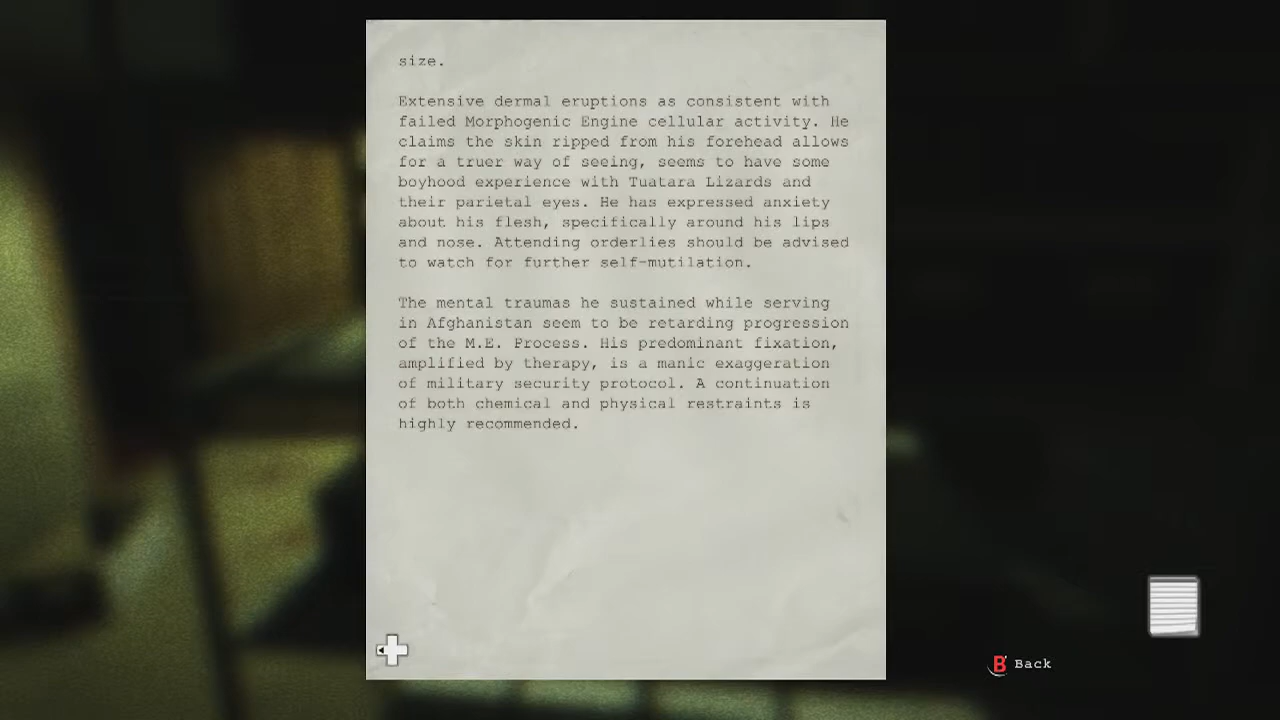 size.
Extensive dermal eruptions as consistent with
failed Morphogenic Engine cellular activity. He
claims the skin ripped from his forehead allows
for a truer way of seeing, seems to have some
boyhood experience with Tuatara Lizards and
their parietal eyes. He has expressed anxiety
about his flesh, specifically around his lips
and nose. Attending orderlies should be advised
to watch for further self-mutilation.
The mental traumas he sustained while serving
in Afghanistan seem to be retarding progression
of the M.E. Process. His predominant fixation,
amplified by therapy, is a manic exaggeration
of military security protocol. A continuation
of both chemical and physical restraints is
highly recommended.
B Back